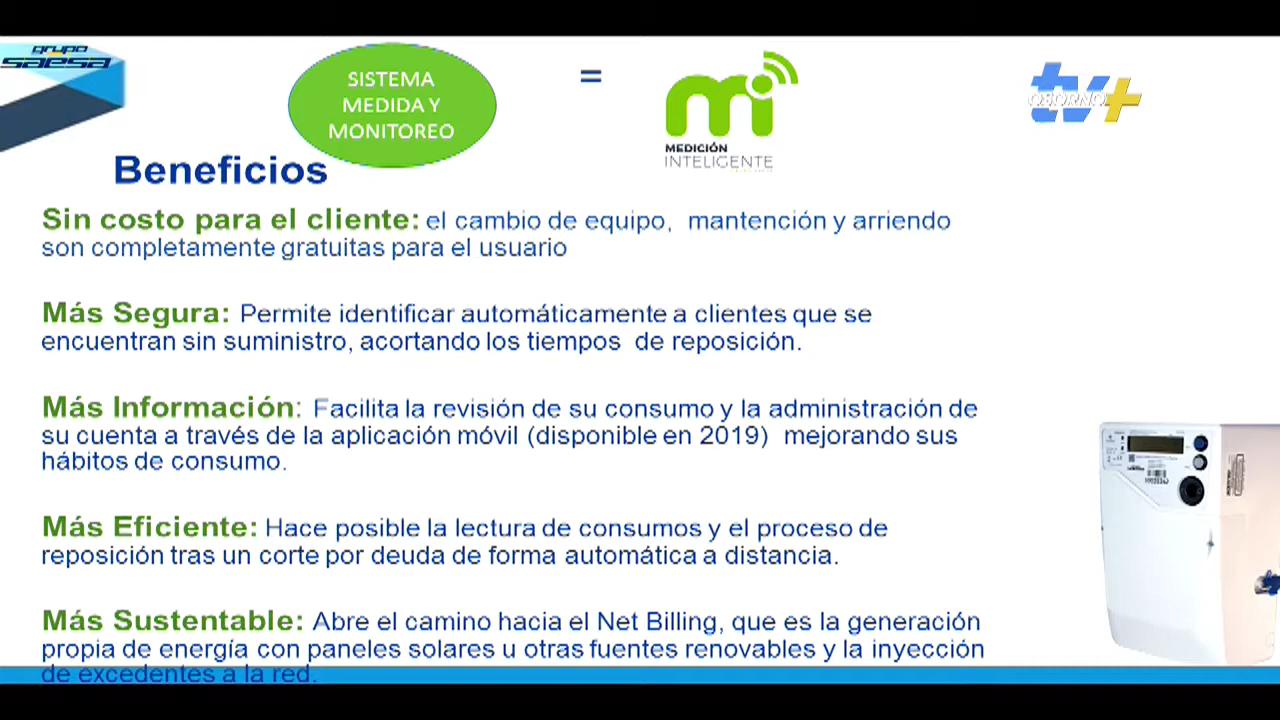 grupo
saesa
SISTEMA
MEDIDA Y
MONITOREO
=
mi
MEDICIÓN
INTELIGENTE
tv+
OSORNO
Beneficios
Sin costo para el cliente: el cambio de equipo, mantención y arriendo
son completamente gratuitas para el usuario
Más Segura: Permite identificar automáticamente a clientes que se
encuentran sin suministro, acortando los tiempos de reposición.
Más Información: Facilita la revisión de su consumo y la administración de
su cuenta a través de la aplicación móvil (disponible en 2019) mejorando sus
hábitos de consumo.
Más Eficiente: Hace posible la lectura de consumos y el proceso de
reposición tras un corte por deuda de forma automática a distancia.
Más Sustentable: Abre el camino hacia el Net Billing, que es la generación
propia de energía con paneles solares u otras fuentes renovables y la inyección
de excedentes a la red.